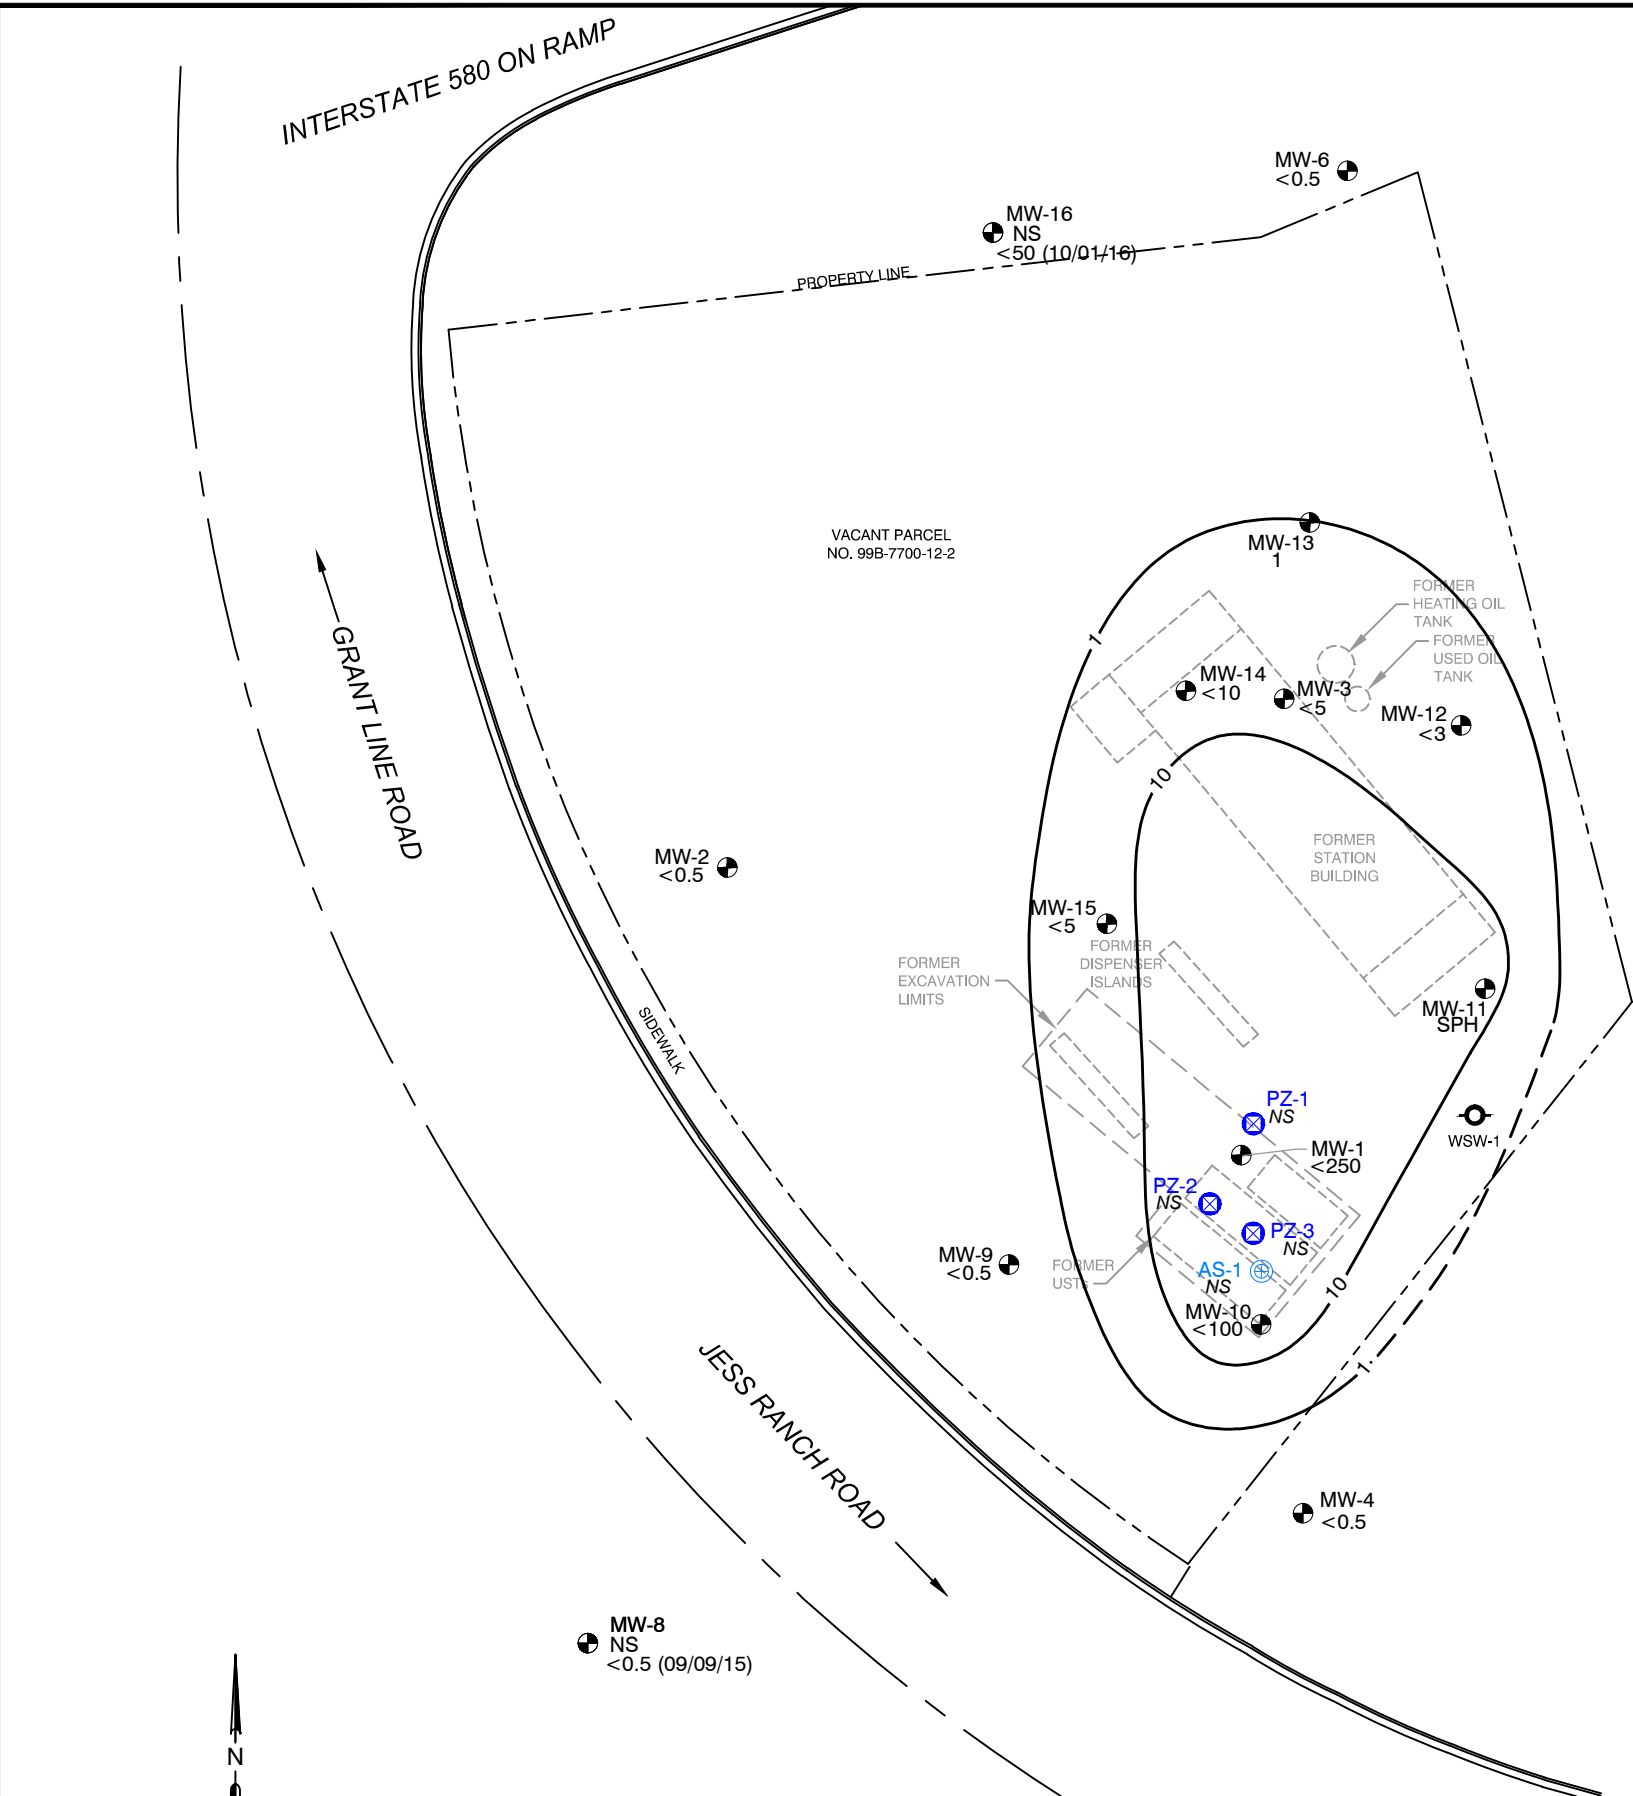 INTERSTATE 580 ON RAMP
MW-6
<0.5
MW-16
NS
<50 (10/01/16)
PROPERTY LINE
VACANT PARCEL
NO. 99B-7700-12-2
MW-13
1
FORMER
HEATING OIL
TANK
FORMER
USED OIL
TANK
1
MW-14
<10
MW-3
<5
MW-12
<3
GRANT LINE ROAD
10
FORMER
STATION
BUILDING
MW-2
<0.5
MW-15
<5
FORMER
DISPENSER
ISLANDS
FORMER
EXCAVATION
LIMITS
MW-11
SPH
SIDEWALK
PZ-1
NS
WSW-1
MW-1
<250
PZ-2
NS
PZ-3
NS
MW-9
<0.5
FORMER
USTs
AS-1
NS
10
MW-10
<100
1
JESS RANCH ROAD
MW-4
<0.5
MW-8
NS
<0.5 (09/09/15)
N